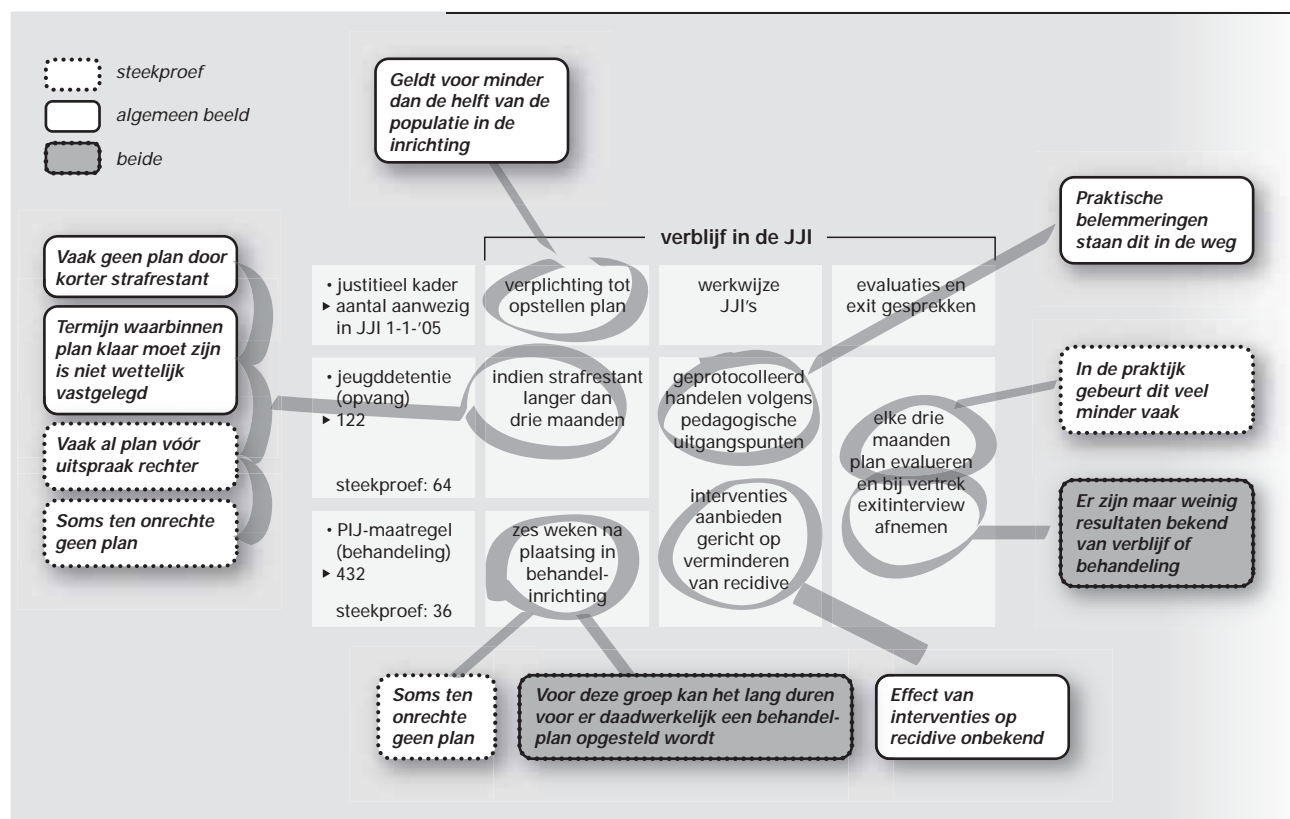 steekproef
algemeen beeld
beide
Geldt voor minder
dan de helft van de
populatie in de
inrichting
Praktische
belemmeringen
staan dit in de weg
Vaak geen plan door
korter strafrestant
Termijn waarbinnen
plan klaar moet zijn
is niet wettelijk
vastgelegd
Vaak al plan vóór
uitspraak rechter
Soms ten onrechte
geen plan
verblijf in de JJI
• justitieel kader
▶ aantal aanwezig
in JJI 1-1-’05
verplichting tot
opstellen plan
werkwijze
JJI’s
evaluaties en
exit gesprekken
• jeugddetentie
(opvang)
▶ 122
steekproef: 64
indien strafrestant
langer dan
drie maanden
geprotocolleerd
handelen volgens
pedagogische
uitgangspunten
elke drie
maanden
plan evalueren
en bij vertrek
exitinterview
afnemen
• PIJ-maatregel
(behandeling)
▶ 432
steekproef: 36
zes weken na
plaatsing in
behandel-
inrichting
interventies
aanbieden
gericht op
verminderen
van recidive
In de praktijk
gebeurt dit veel
minder vaak
Er zijn maar weinig
resultaten bekend
van verblijf of
behandeling
Soms ten
onrechte
geen plan
Voor deze groep kan het lang duren
voor er daadwerkelijk een behandel-
plan opgesteld wordt
Effect van
interventies op
recidive onbekend